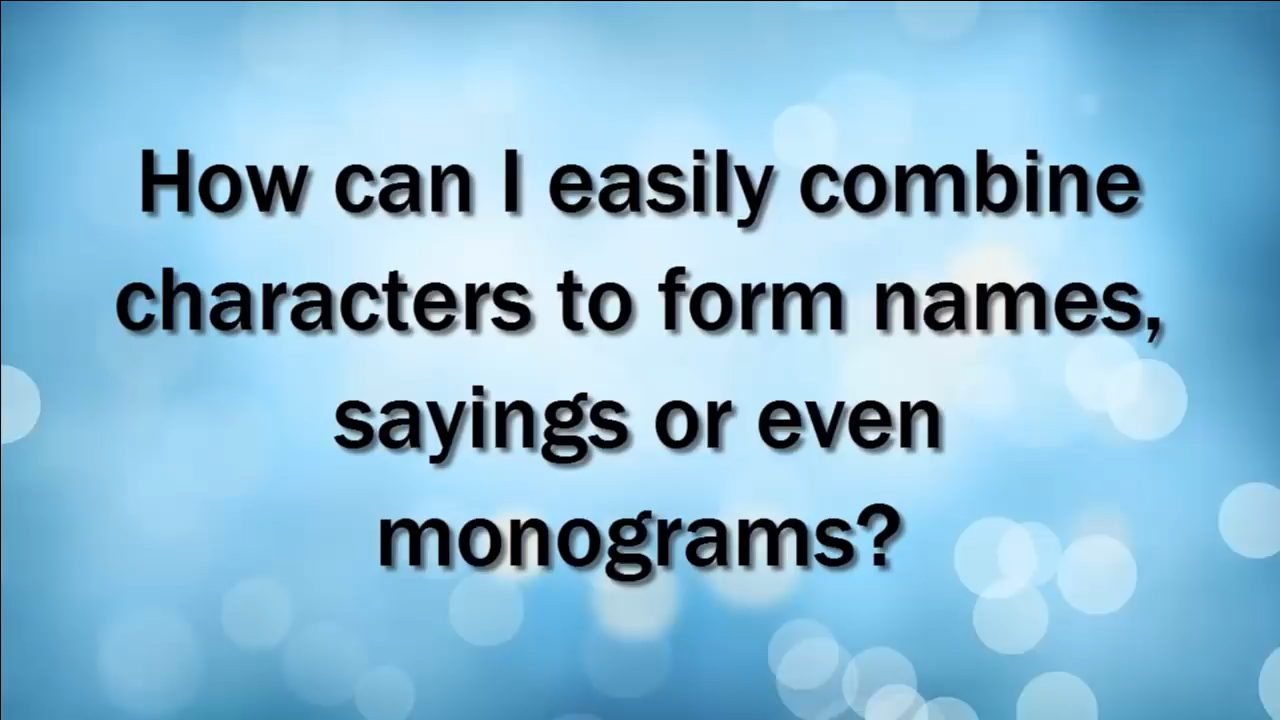 How can I easily combine
characters to form names,
sayings or even
monograms?